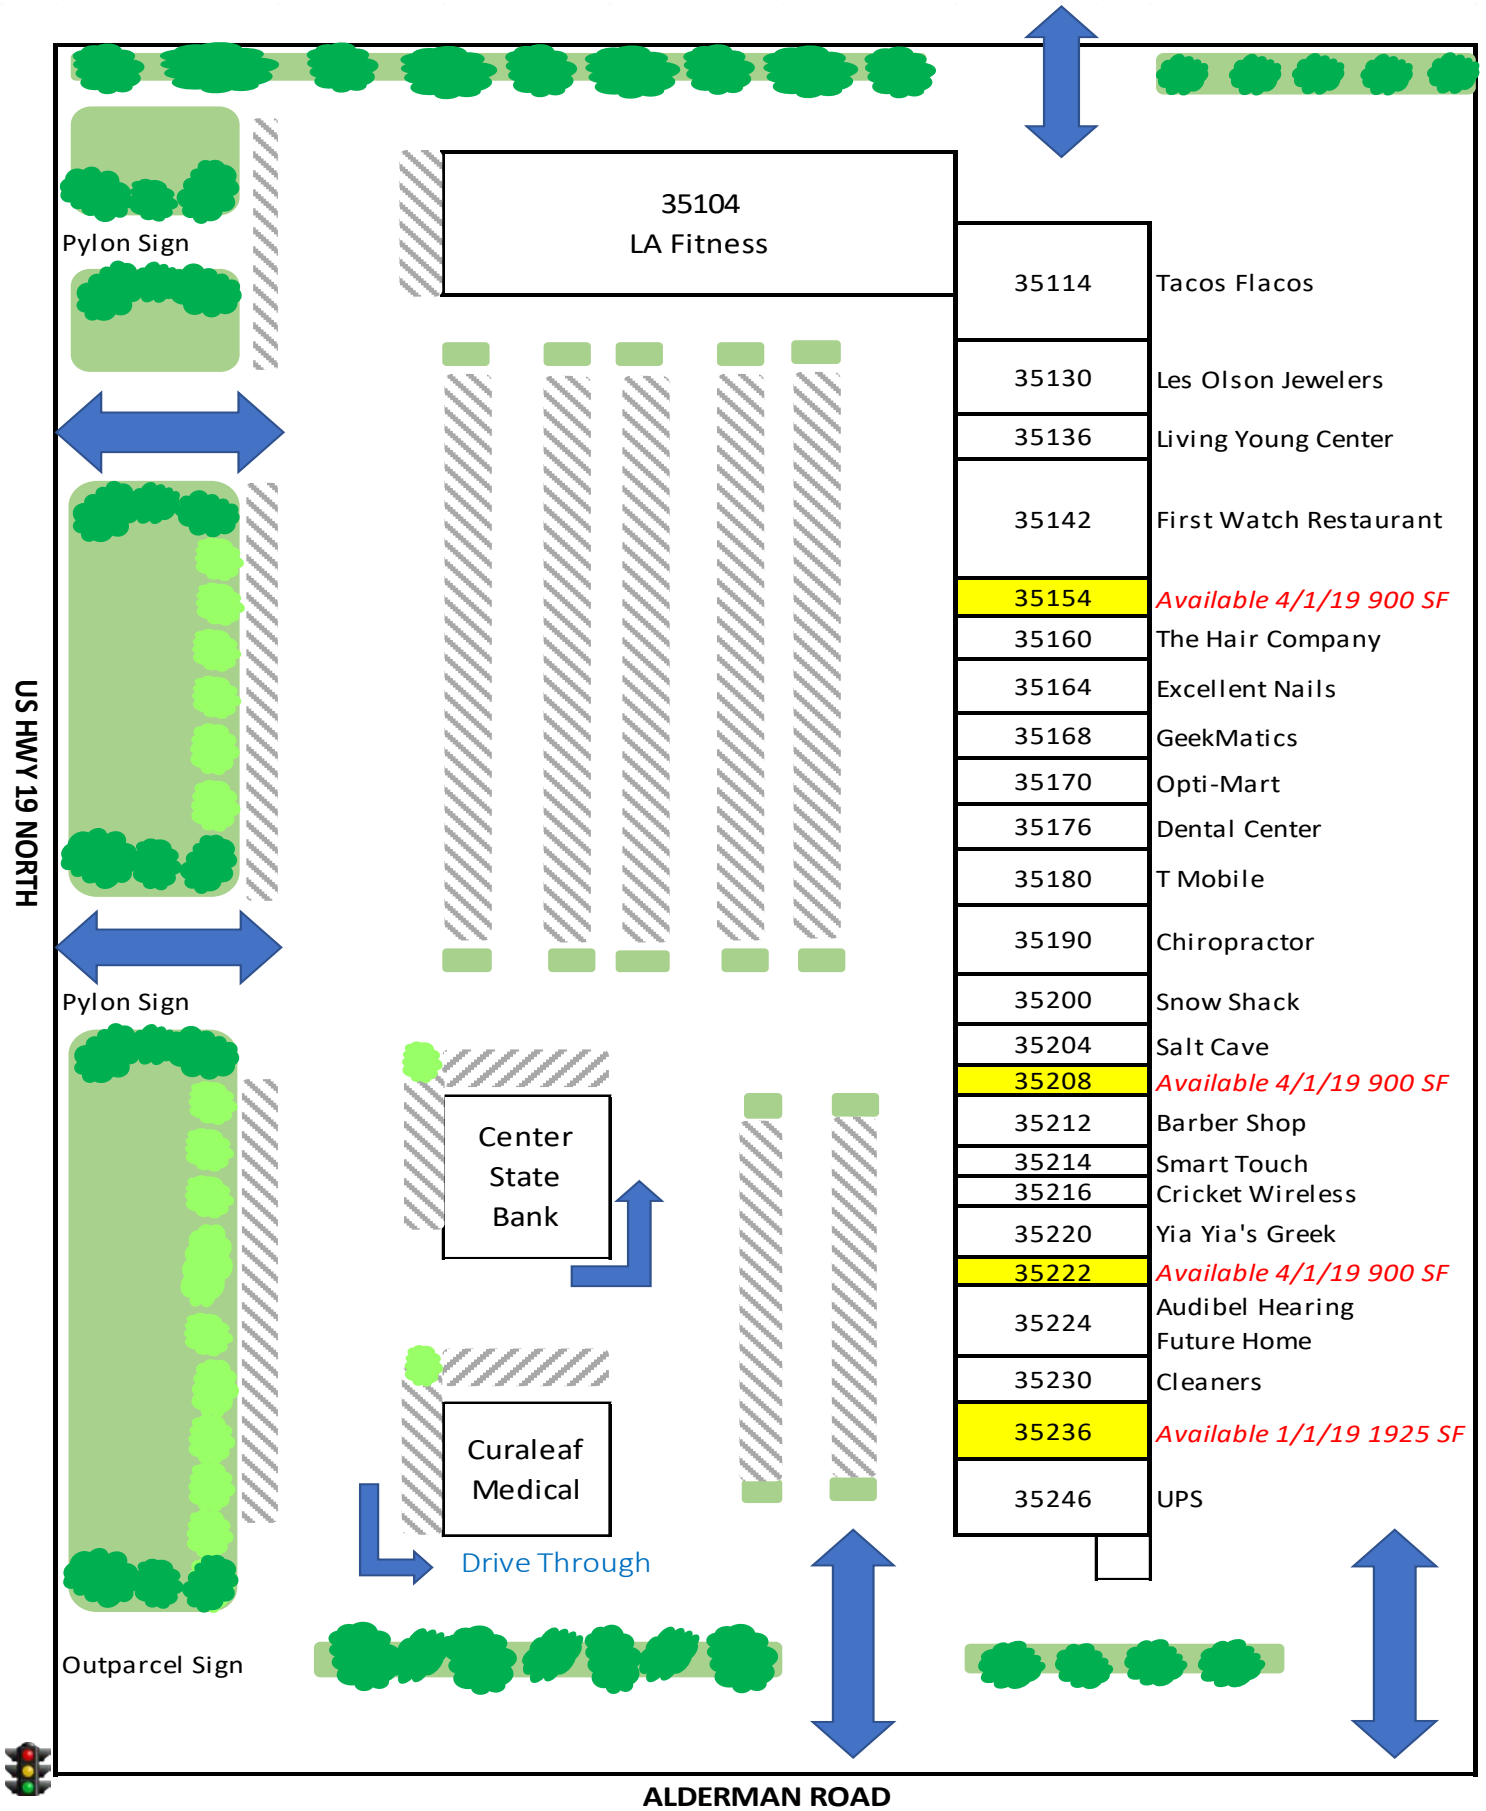 35104
LA Fitness
Pylon Sign
35114 Tacos Flacos
35130 Les Olson Jewelers
35136 Living Young Center
35142 First Watch Restaurant
35154 Available 4/1/19 900 SF
35160 The Hair Company
35164 Excellent Nails
US HWY 19 NORTH
35168 GeekMatics
35170 Opti-Mart
35176 Dental Center
35180 T Mobile
35190 Chiropractor
Pylon Sign
35200 Snow Shack
35204 Salt Cave
35208 Available 4/1/19 900 SF
Center
State
Bank
35212 Barber Shop
35214 Smart Touch
35216 Cricket Wireless
35220 Yia Yia's Greek
35222 Available 4/1/19 900 SF
35224 Audibel Hearing
Future Home
35230 Cleaners
35236 Available 1/1/19 1925 SF
Curaleaf
Medical
35246 UPS
Drive Through
Outparcel Sign
ALDERMAN ROAD